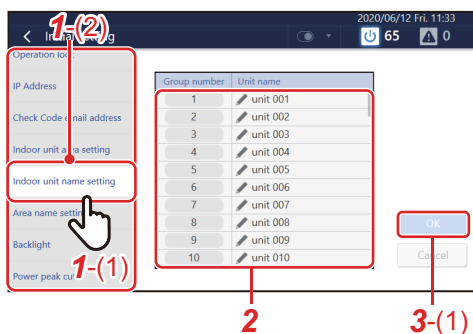 2020/06/12 Fri. 11:33
1-(2)
65
0
IP Address
Check Code email address
Indoor unit area setting
Indoor unit name setting
Area name setting
Backlight
Power peak cut
1-(1)
Group number Unit name
1 unit 001
2 unit 002
3 unit 003
4 unit 004
5 unit 005
6 unit 006
7 unit 007
8 unit 008
9 unit 009
10 unit 010
OK
Cancel
2
3-(1)